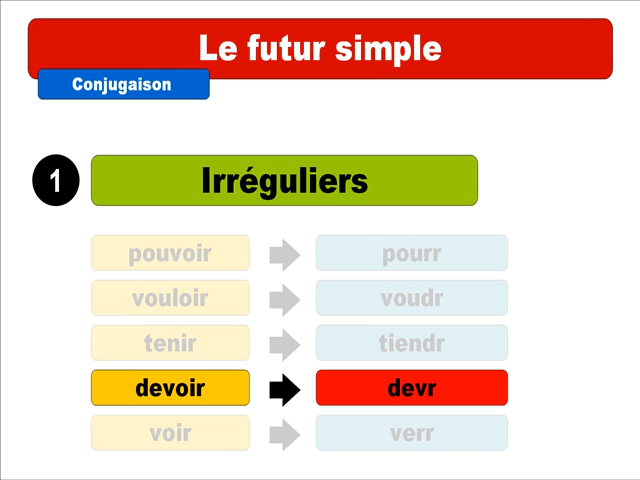 Le futur simple
Conjugaison
1 Irréguliers
pouvoir pourr
vouloir voudr
tenir tiendr
devoir devr
voir verr